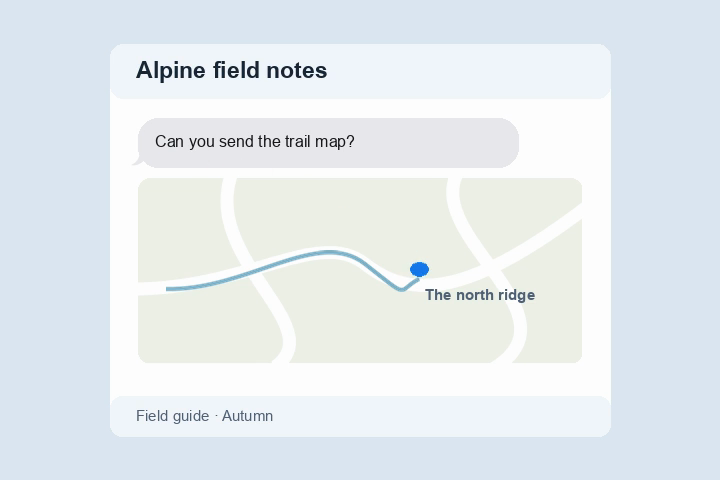 Alpine field notes
Can you send the trail map?
The north ridge
Field guide · Autumn